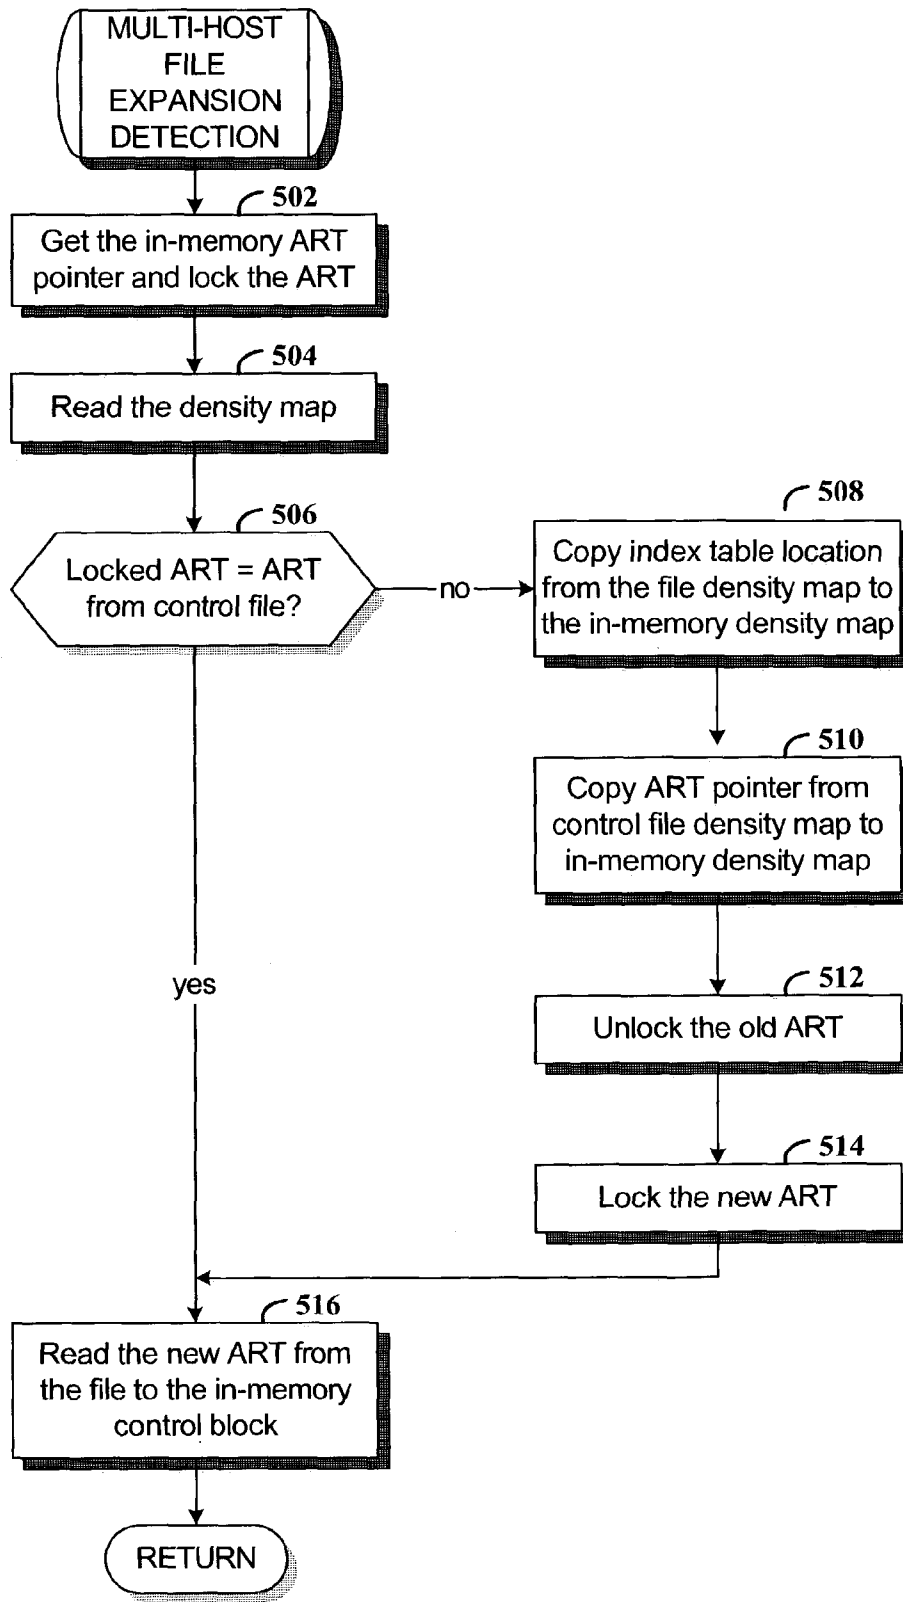 MULTI-HOST
FILE
EXPANSION
DETECTION
502
Get the in-memory ART
pointer and lock the ART
504
Read the density map
506
Locked ART = ART
from control file?
no
508
Copy index table location
from the file density map to
the in-memory density map
510
Copy ART pointer from
control file density map to
in-memory density map
yes
512
Unlock the old ART
514
Lock the new ART
516
Read the new ART from
the file to the in-memory
control block
RETURN